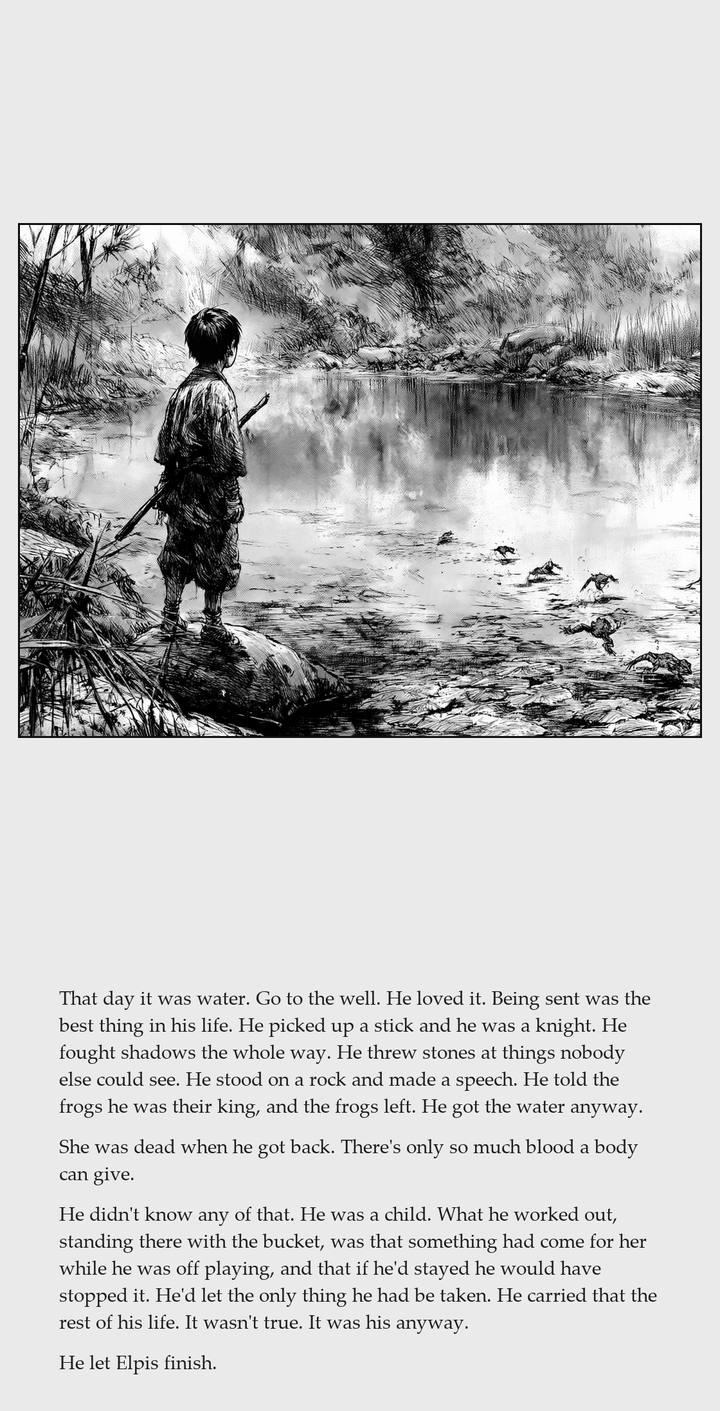 That day it was water. Go to the well. He loved it. Being sent was the
best thing in his life. He picked up a stick and he was a knight. He
fought shadows the whole way. He threw stones at things nobody
else could see. He stood on a rock and made a speech. He told the
frogs he was their king, and the frogs left. He got the water anyway.
She was dead when he got back. There's only so much blood a body
can give.
He didn't know any of that. He was a child. What he worked out,
standing there with the bucket, was that something had come for her
while he was off playing, and that if he'd stayed he would have
stopped it. He'd let the only thing he had be taken. He carried that the
rest of his life. It wasn't true. It was his anyway.
He let Elpis finish.